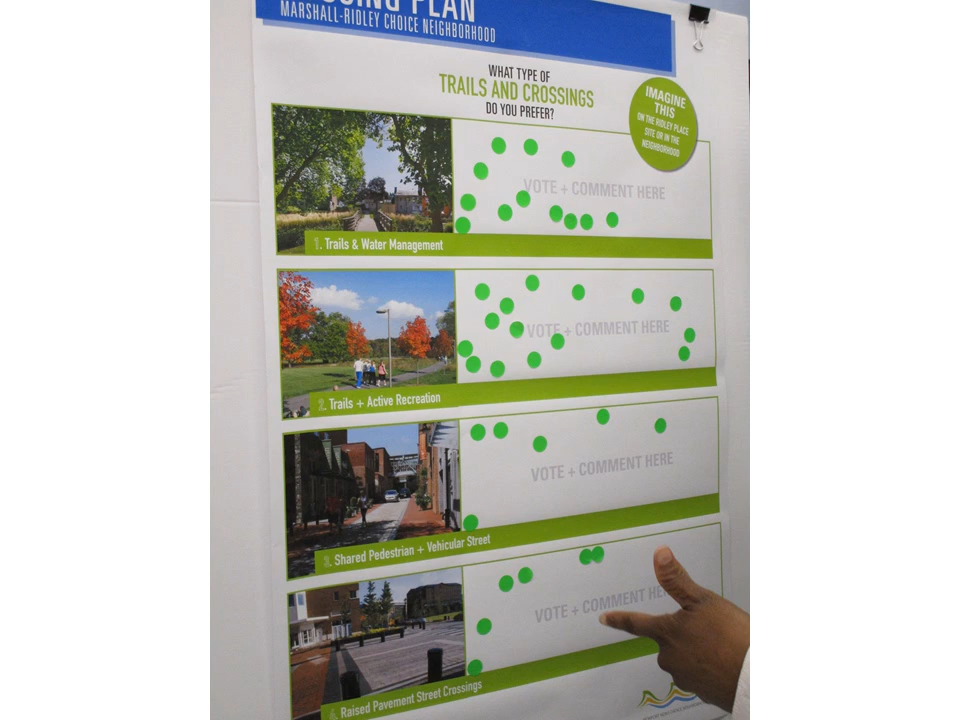 PLAN
MARSHALL-RIDLEY CHOICE NEIGHBORHOOD
WHAT TYPE OF
TRAILS AND CROSSINGS
DO YOU PREFER?
IMAGINE
THIS
ON THE RIDLEY PLACE
SITE OR IN THE
NEIGHBORHOOD
VOTE + COMMENT HERE
1. Trails & Water Management
VOTE + COMMENT HERE
2. Trails + Active Recreation
VOTE + COMMENT HERE
3. Shared Pedestrian + Vehicular Street
VOTE + COMMENT
4. Raised Pavement Street Crossings